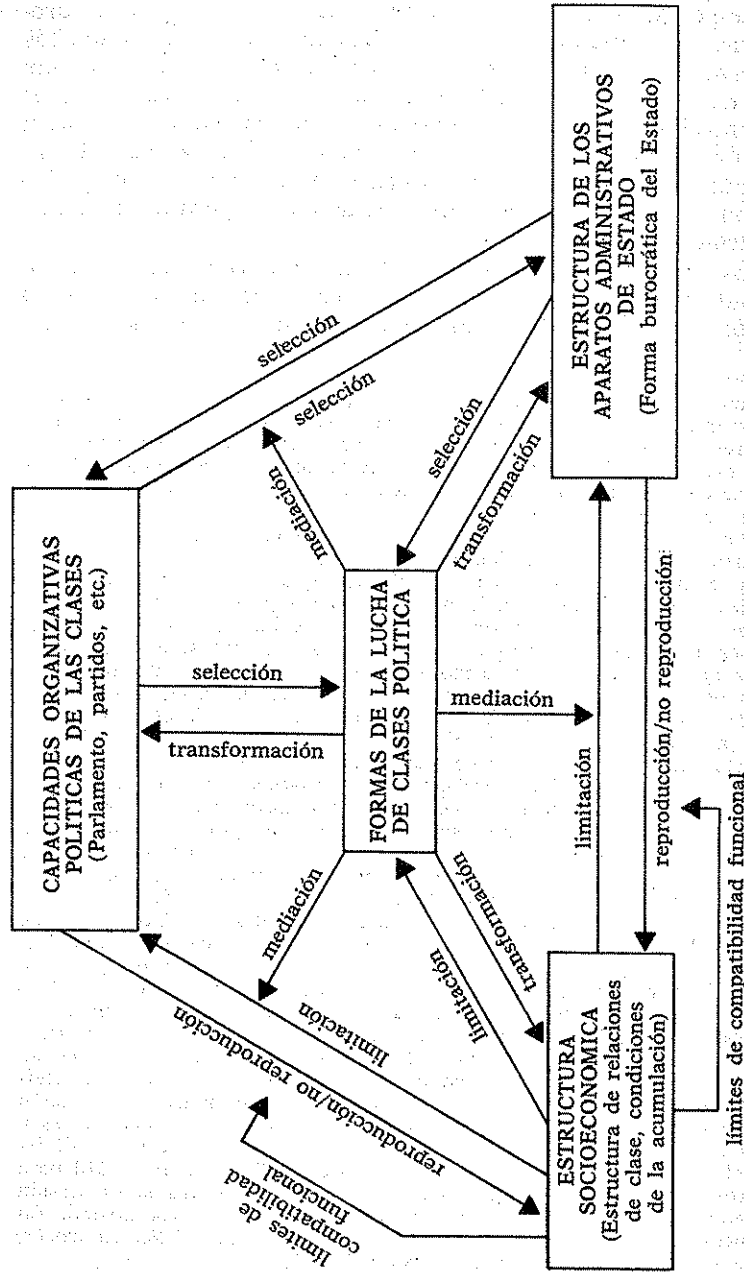 CAPACIDADES ORGANIZATIVAS
POLITICAS DE LAS CLASES
(Parlamento, partidos, etc.)
selección
selección
mediación
selección
transformación
mediación
reproducción/no reproducción
limitación
límites de
compatibilidad
funcional
FORMAS DE LA LUCHA
DE CLASES POLITICA
selección
transformación
mediación
transformación
limitación
ESTRUCTURA
SOCIOECONOMICA
(Estructura de relaciones
de clase, condiciones
de la acumulación)
limitación
reproducción/no reproducción
límites de compatibilidad funcional
ESTRUCTURA DE LOS
APARATOS ADMINISTRATIVOS
DE ESTADO
(Forma burocrática del Estado)